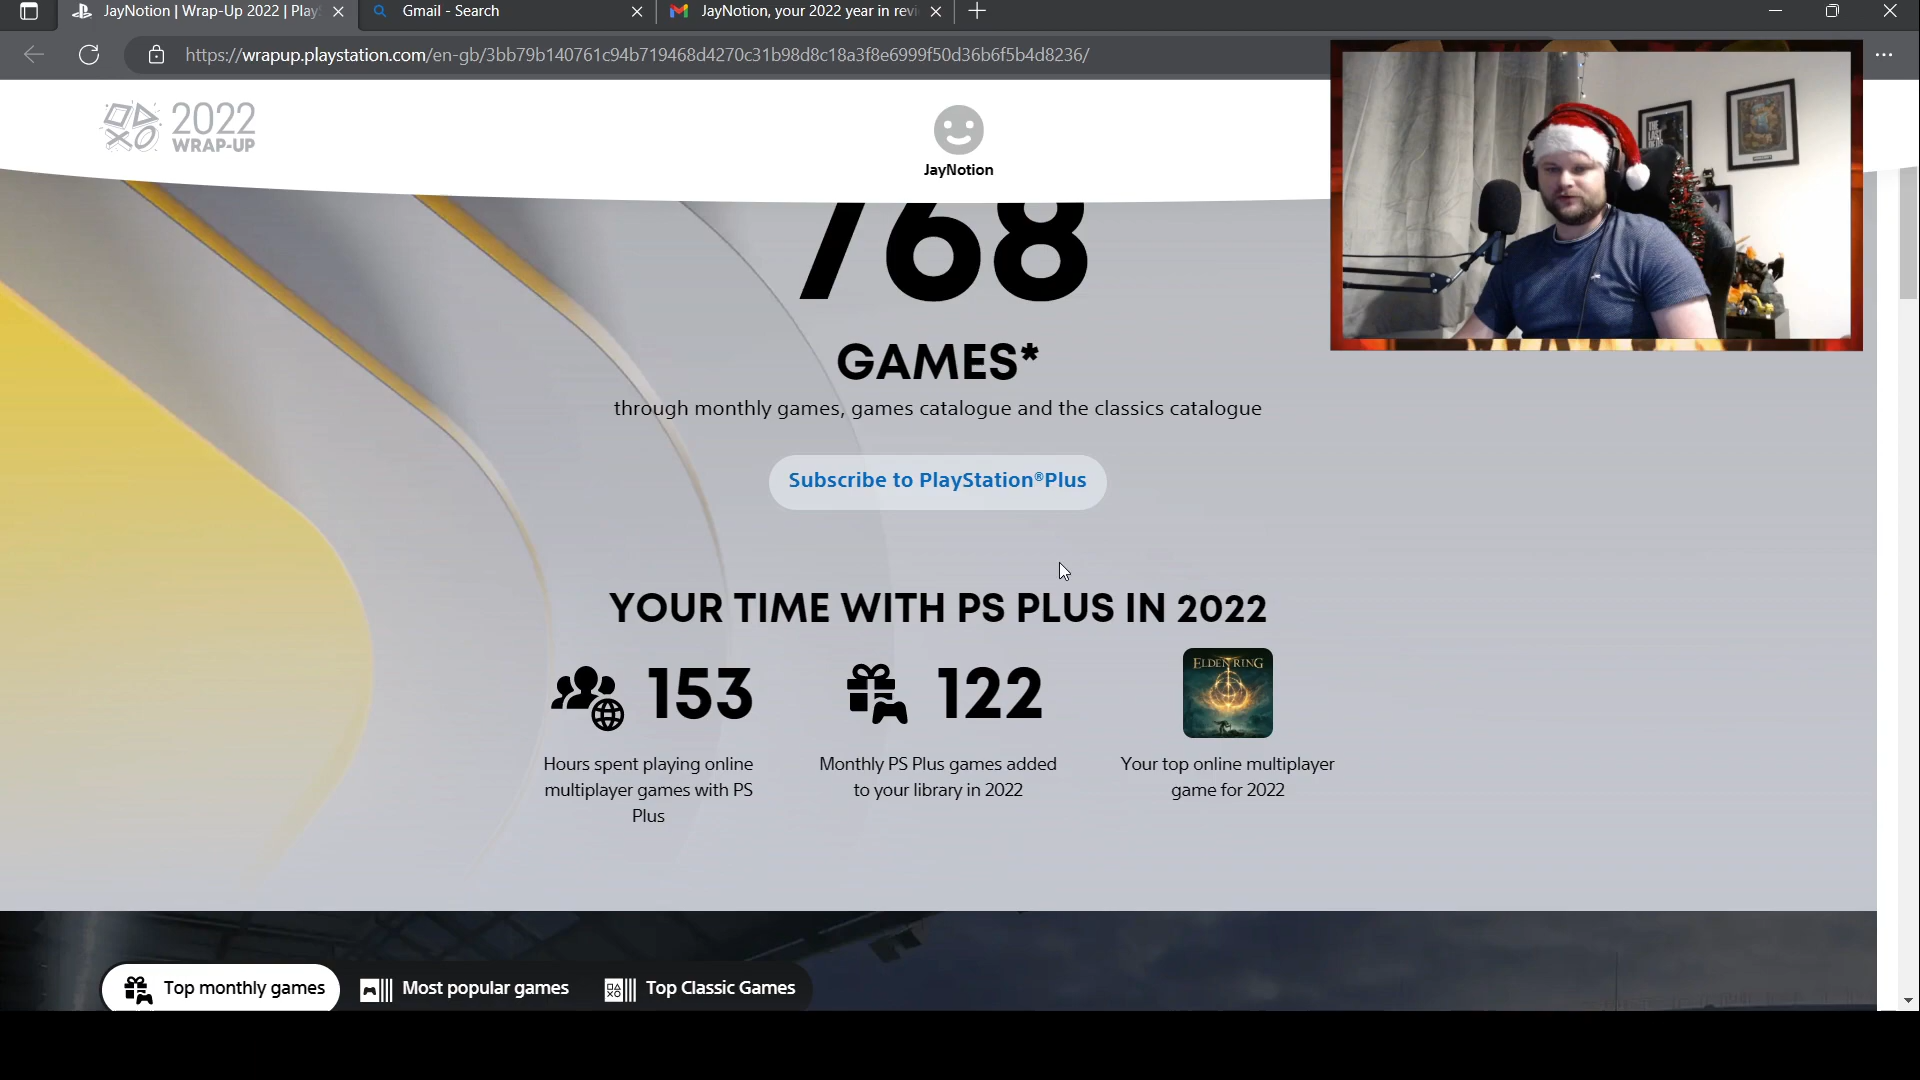 JayNotion | Wrap-Up 2022 | Play
Gmail - Search
JayNotion, your 2022 year in revi
https://wrapup.playstation.com/en-gb/3bb79b140761c94b719468d4270c31b98d8c18a3f8e6999f50d36b6f5b4d8236/
2022
WRAP-UP
JayNotion
THE
LAST
768
GAMES*
through monthly games, games catalogue and the classics catalogue
Subscribe to PlayStation®Plus
YOUR TIME WITH PS PLUS IN 2022
153
122
ELDEN RING
Hours spent playing online
multiplayer games with PS
Plus
Monthly PS Plus games added
to your library in 2022
Your top online multiplayer
game for 2022
Top monthly games
Most popular games
Top Classic Games